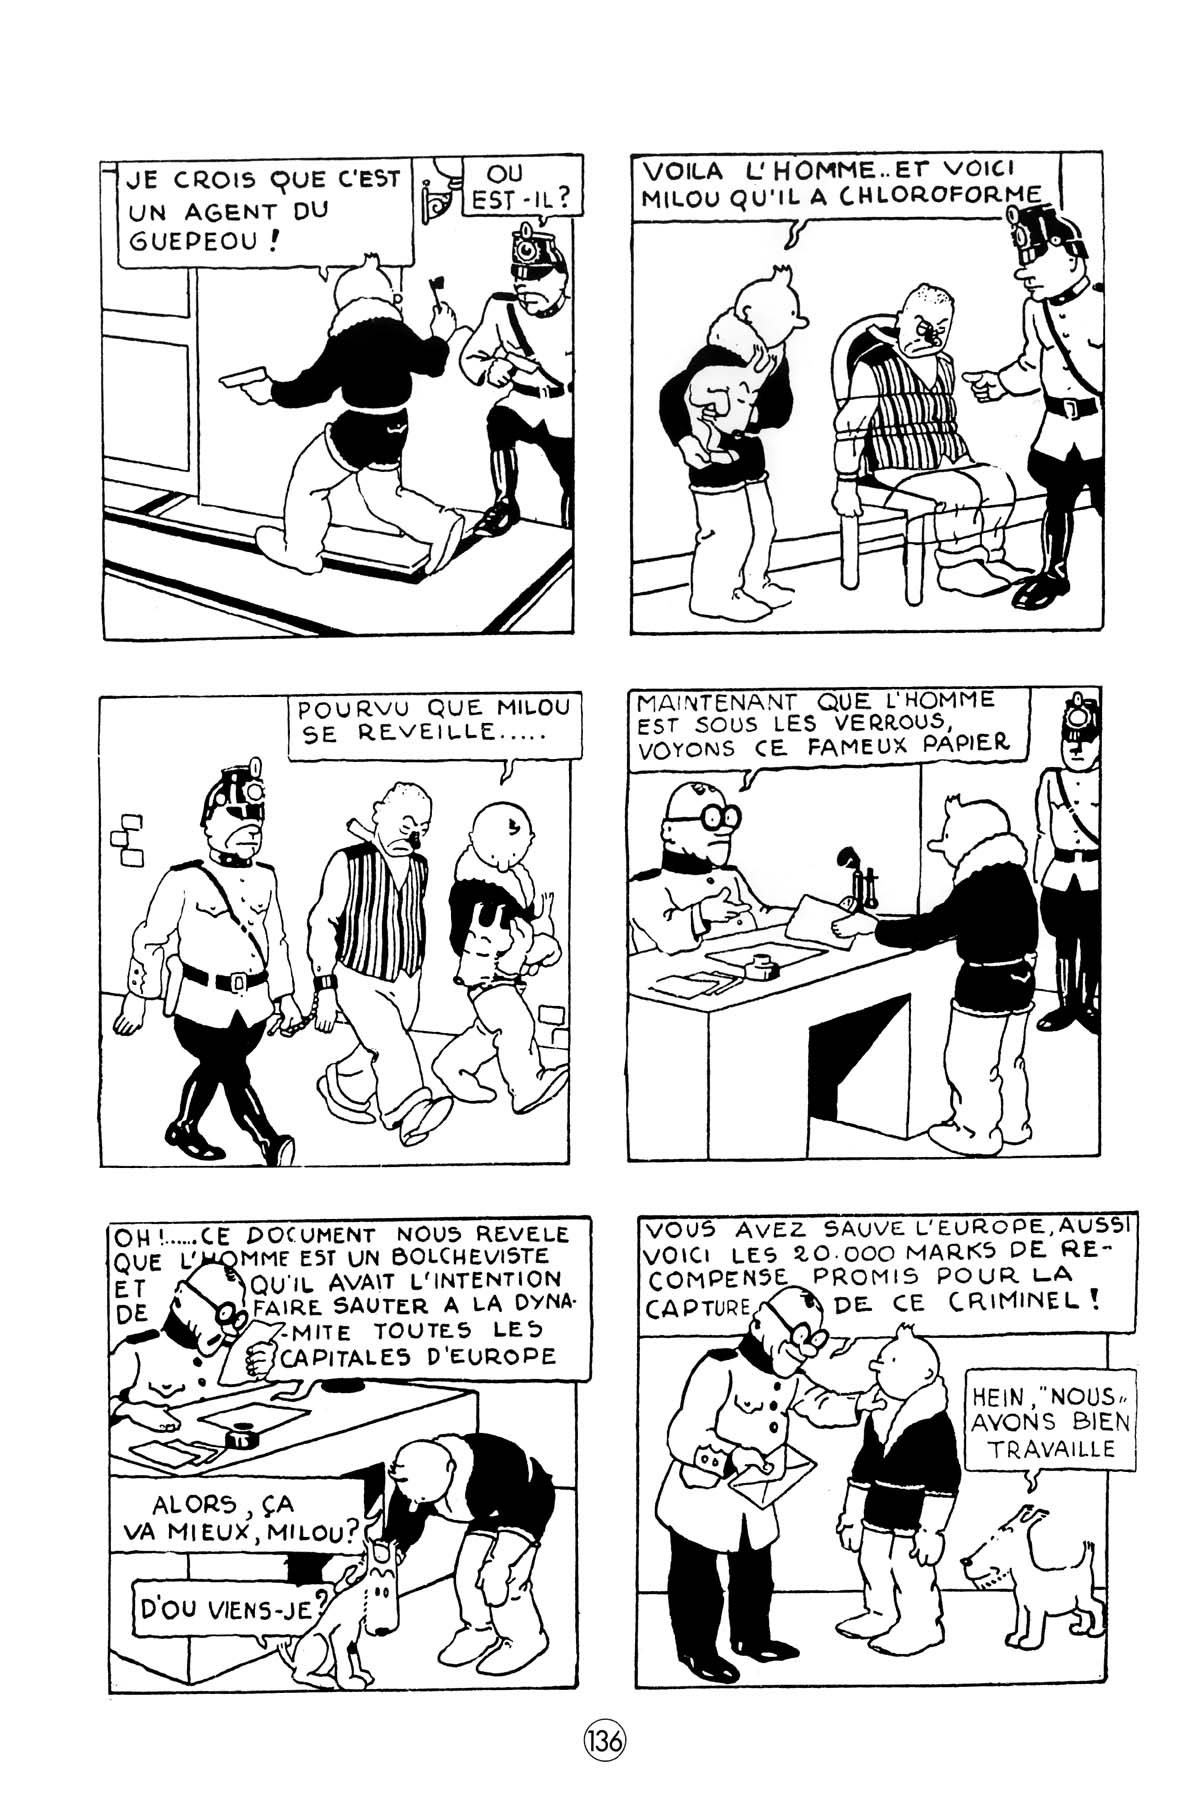 JE CROIS QUE C'EST
UN AGENT DU
GUEPEOU !
OU
EST-IL?
VOILA L'HOMME.. ET VOICI
MILOU QU'IL A CHLOROFORME
POURVU QUE MILOU
SE REVEILLE.....
MAINTENANT QUE L'HOMME
EST SOUS LES VERROUS,
VOYONS CE FAMEUX PAPIER
OH!......CE DOCUMENT NOUS REVELE
QUE L'HOMME EST UN BOLCHEVISTE
ET QU'IL AVAIT L'INTENTION
DE FAIRE SAUTER A LA DYNA-
-MITE TOUTES LES
CAPITALES D'EUROPE
ALORS, ÇA
VA MIEUX, MILOU?
D'OU VIENS-JE?
VOUS AVEZ SAUVE L'EUROPE, AUSSI
VOICI LES 20.000 MARKS DE RE-
COMPENSE PROMIS POUR LA
CAPTURE DE CE CRIMINEL !
HEIN, "NOUS„
AVONS BIEN
TRAVAILLE
136